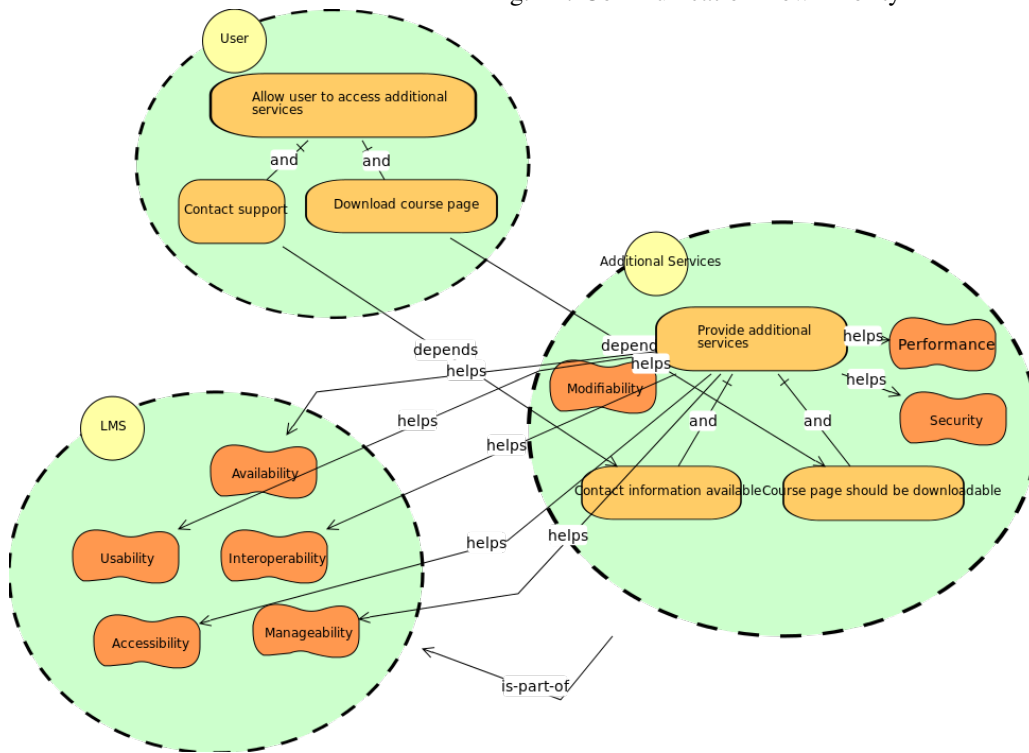 User
Allow user to access additional
services
and
and
Contact support
Download course page
Additional Services
Provide additional
services
helps
Performance
depends
depend
helps
helps
helps
Modifiability
Security
LMS
helps
and
and
Availability
helps
Contact information available
Course page should be downloadable
Usability
Interoperability
helps
helps
Accessibility
Manageability
is-part-of